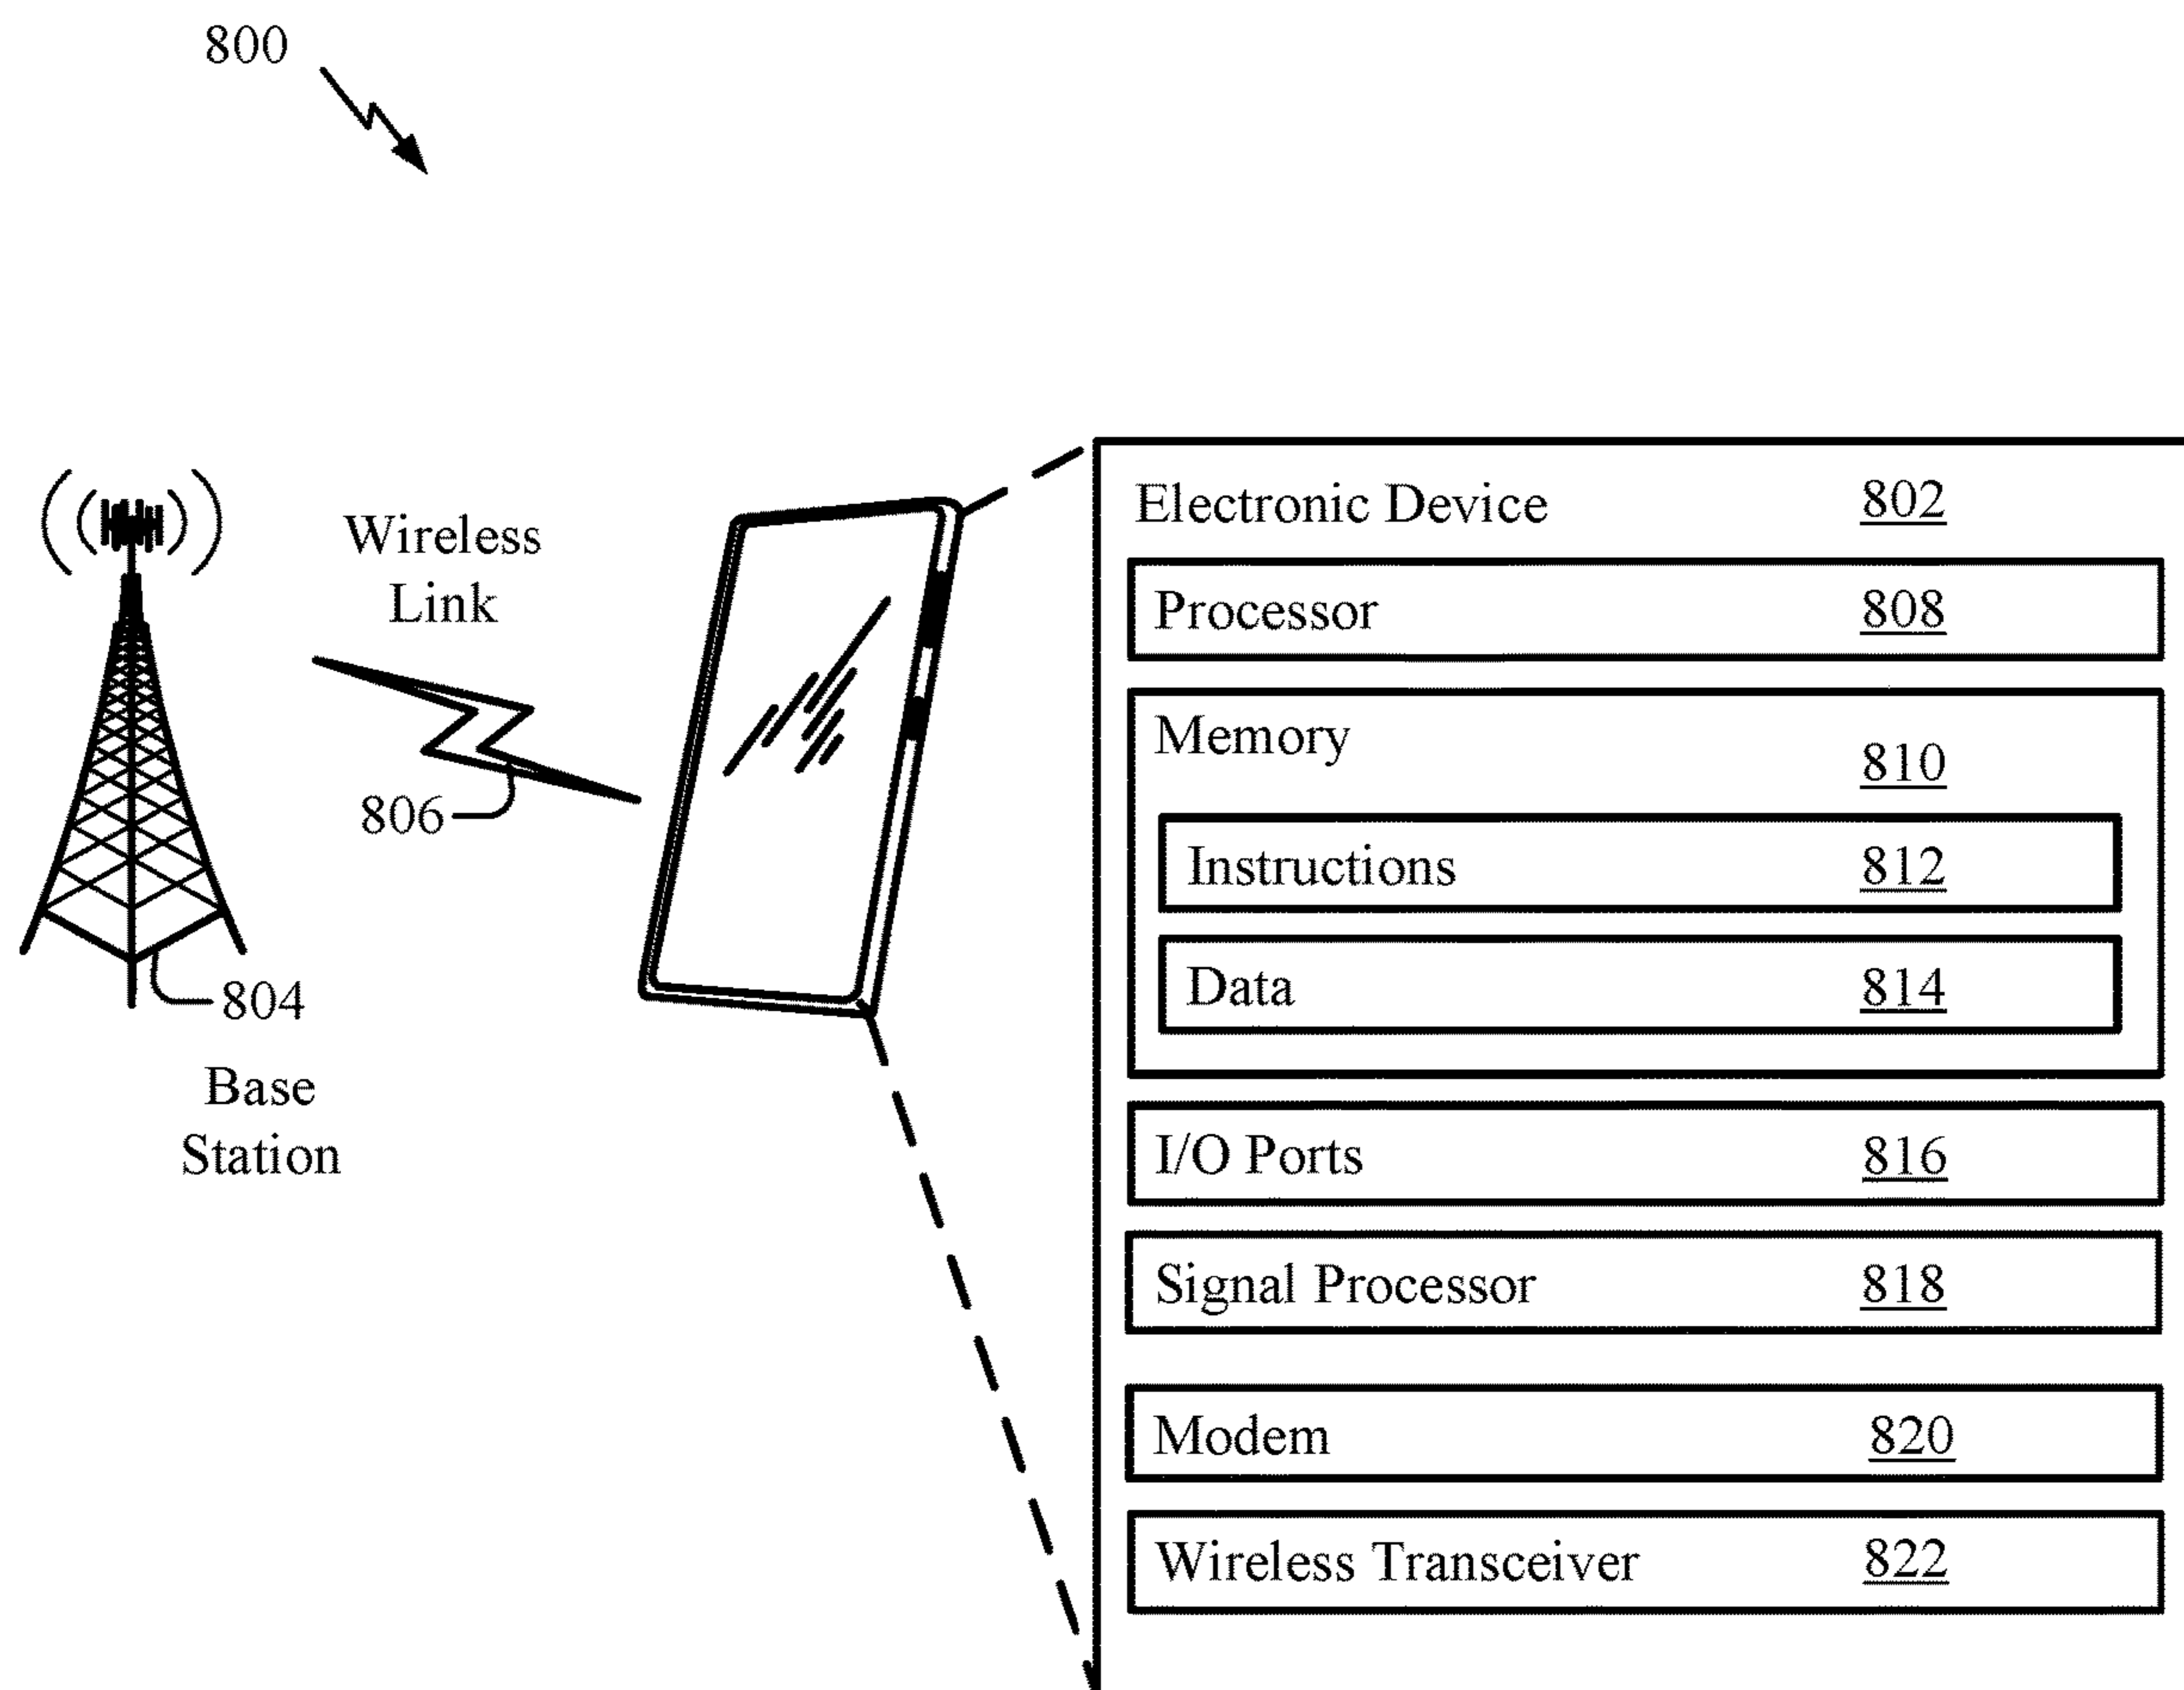 800
Wireless
Link
806
804
Base
Station
Electronic Device 802
Processor 808
Memory 810
Instructions 812
Data 814
I/O Ports 816
Signal Processor 818
Modem 820
Wireless Transceiver 822